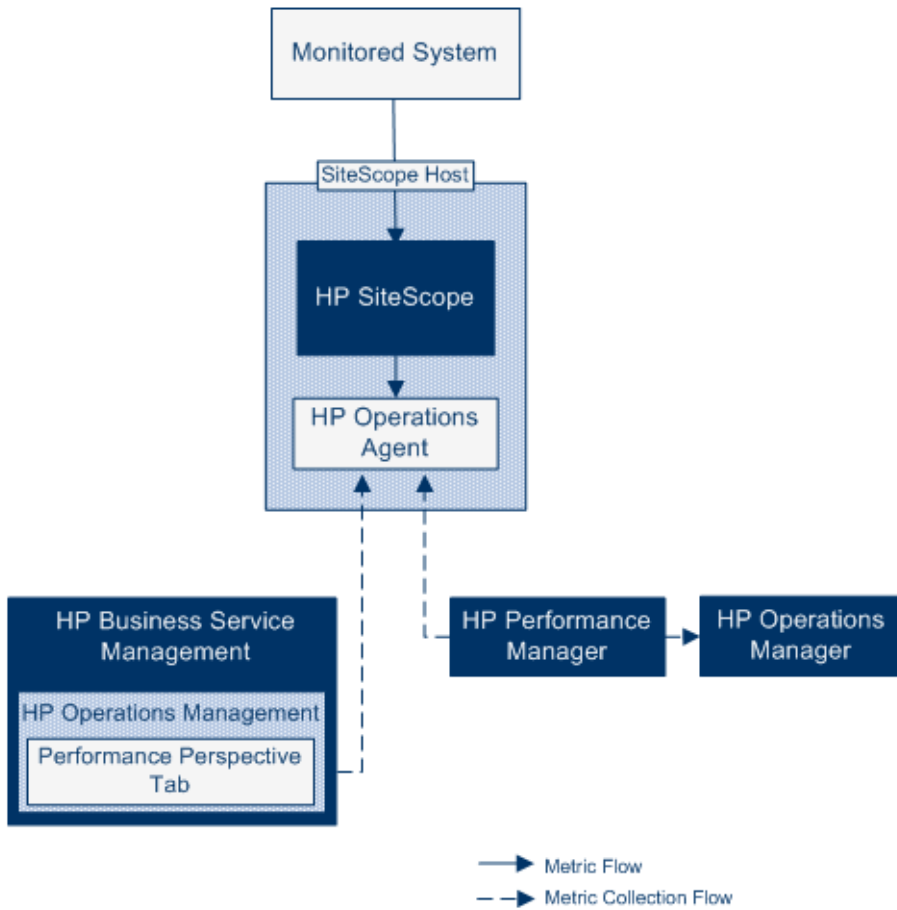 Monitored System
SiteScope Host
HP SiteScope
HP Operations
Agent
HP Business Service
Management
HP Operations Management
Performance Perspective
Tab
HP Performance
Manager
HP Operations
Manager
Metric Flow
Metric Collection Flow